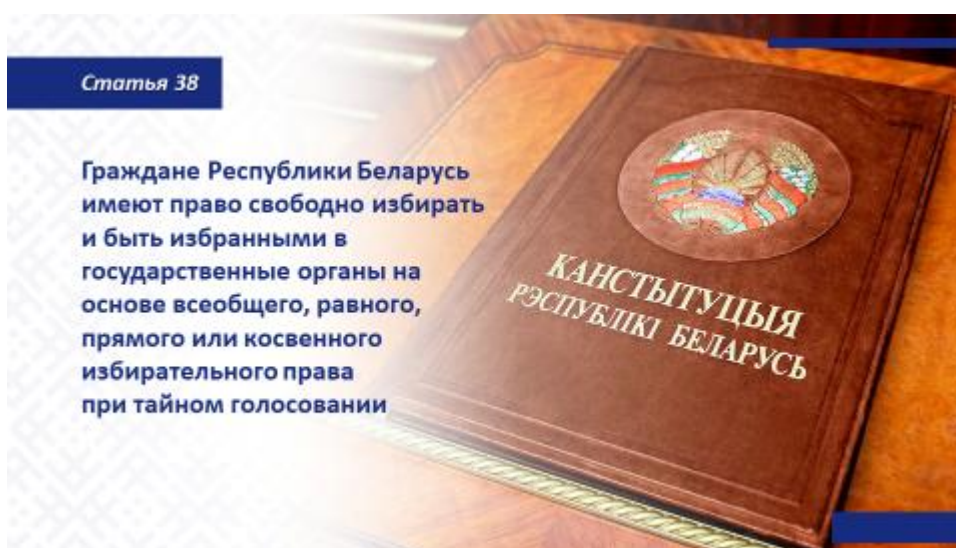 Статья 38
Граждане Республики Беларусь
имеют право свободно избирать
и быть избранными в
государственные органы на
основе всеобщего, равного,
прямого или косвенного
избирательного права
при тайном голосовании
КАНСТЫТУЦЫЯ
РЭСПУБЛІКІ БЕЛАРУСЬ